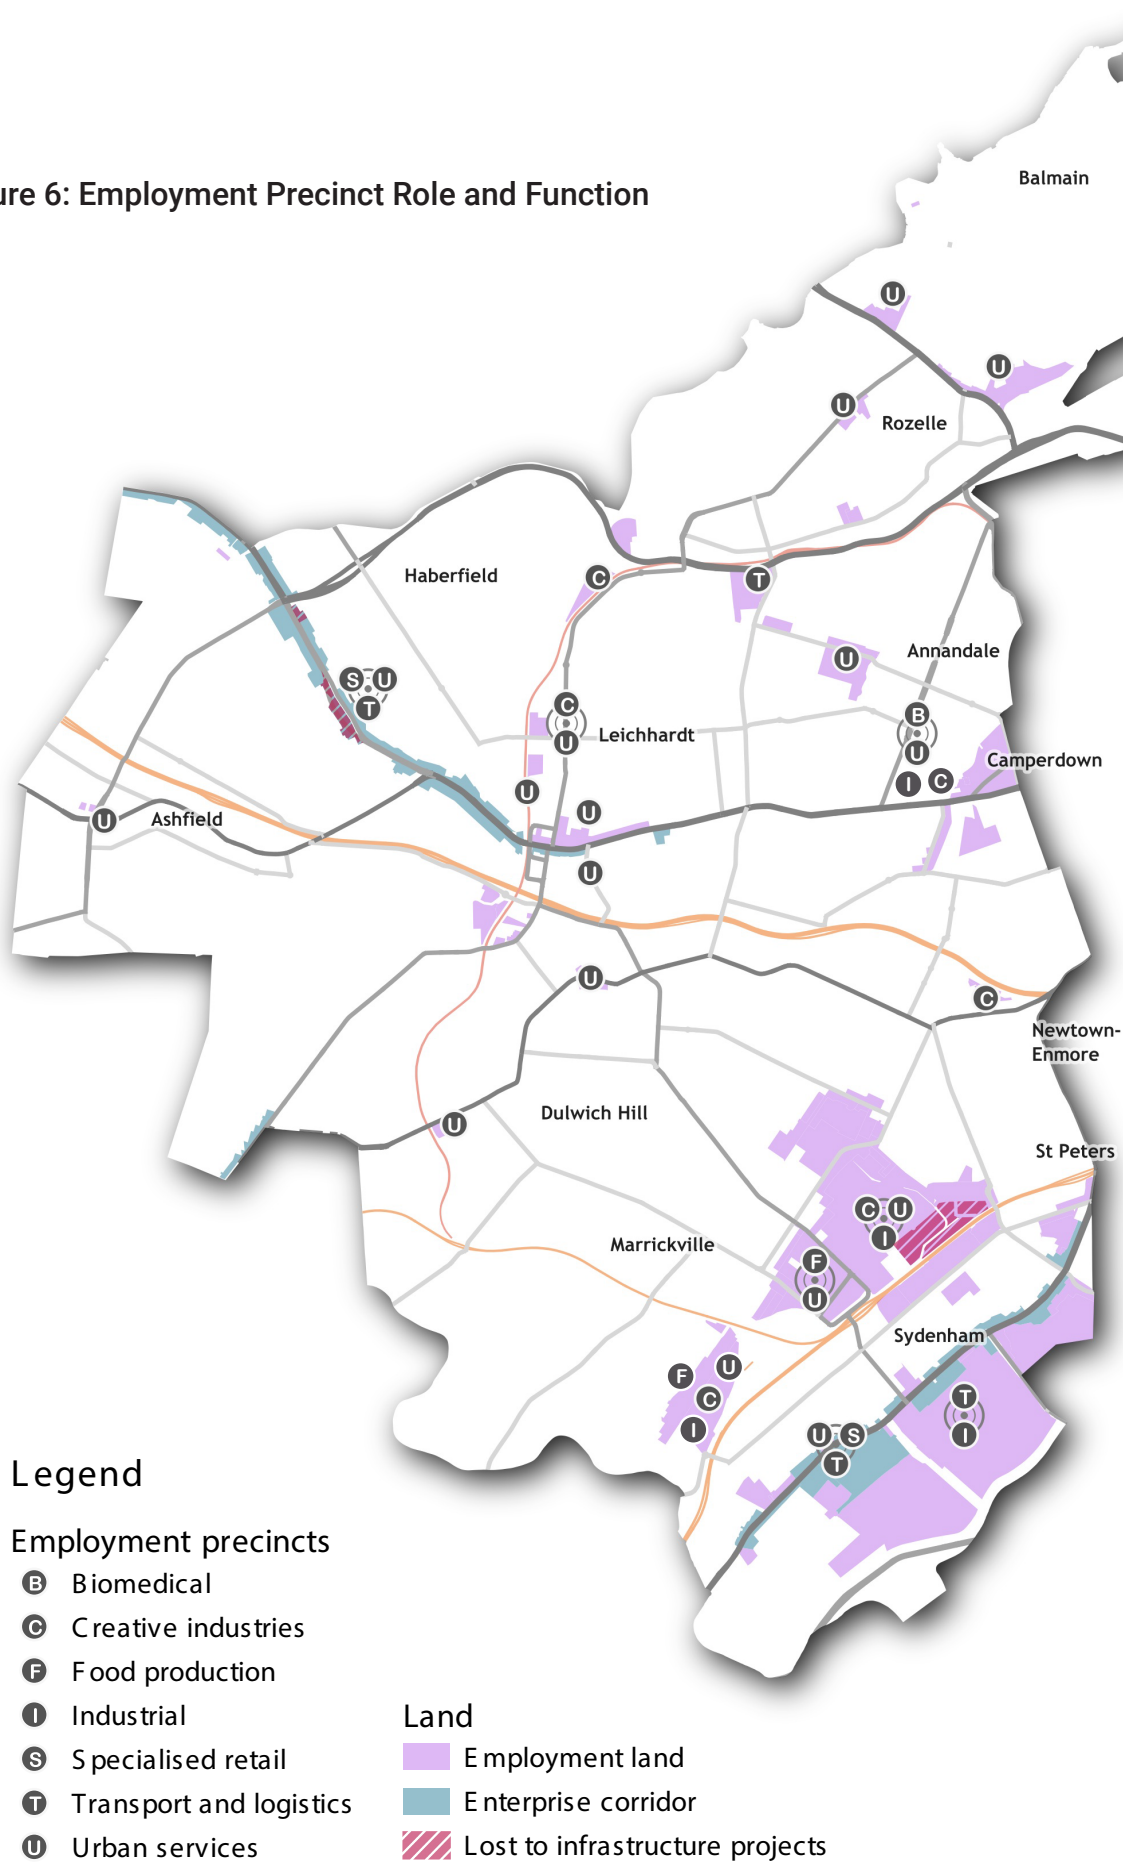 ure 6: Employment Precinct Role and Function
Balmain
U
U
U
Rozelle
Haberfield
C
T
U
Annandale
S U
T
C
U
Leichhardt
B
U
I C
Camperdown
U
U
U
Ashfield
U
U
C
Newtown-
Enmore
U
Dulwich Hill
St Peters
C U
I
Marrickville
F
U
Sydenham
F U
C
I
T
I
U S
T
Legend
Employment precincts
B Biomedical
C Creative industries
F Food production
I Industrial
S Specialised retail
T Transport and logistics
U Urban services
Land
Employment land
Enterprise corridor
Lost to infrastructure projects